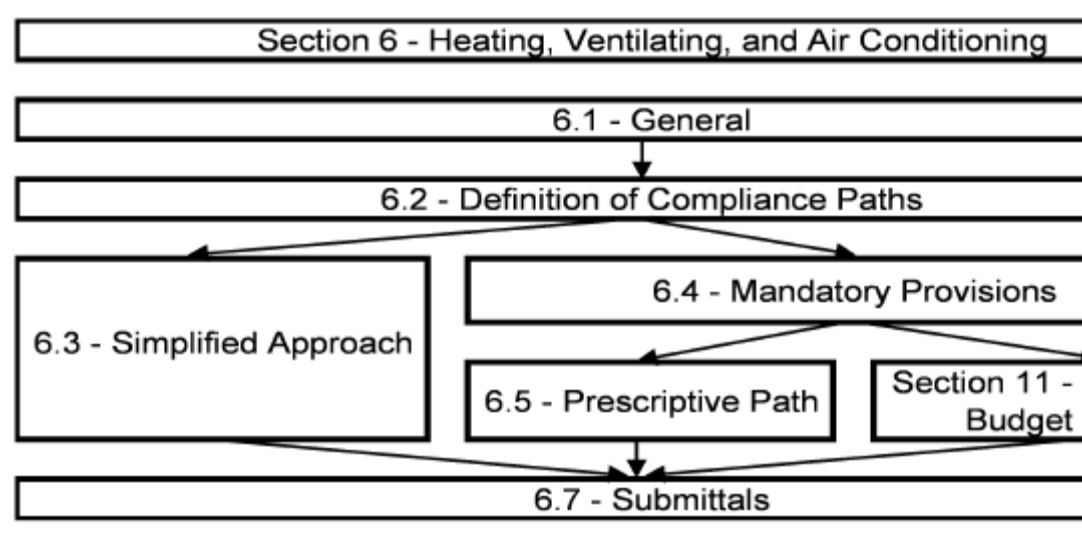 Section 6 - Heating, Ventilating, and Air Conditioning
6.1 - General
6.2 - Definition of Compliance Paths
6.3 - Simplified Approach
6.4 - Mandatory Provisions
6.5 - Prescriptive Path
Section 11 -
Budget
6.7 - Submittals